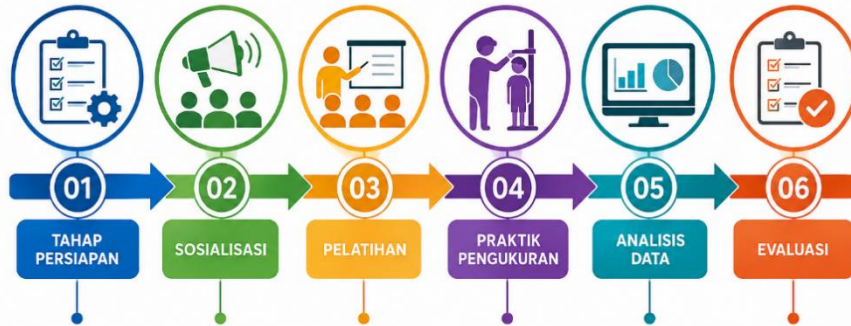 01
TAHAP
PERSIAPAN
02
SOSIALISASI
03
PELATIHAN
04
PRAKTIK
PENGUKURAN
05
ANALISIS
DATA
06
EVALUASI